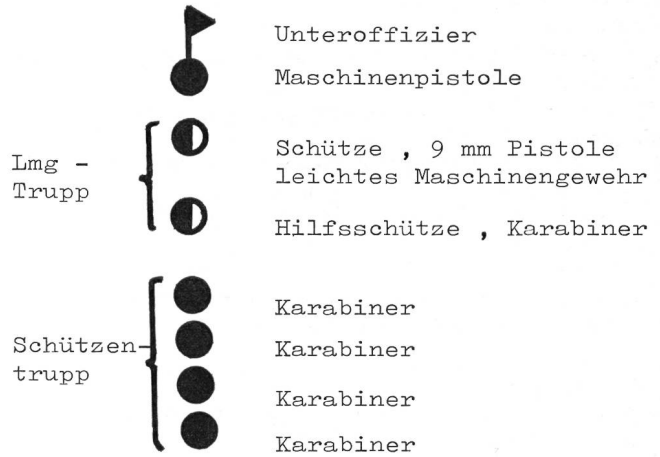 Unteroffizier
Maschinenpistole
Lmg -
Trupp
Schütze , 9 mm Pistole
leichtes Maschinengewehr
Hilfsschütze , Karabiner
Schützen-
trupp
Karabiner
Karabiner
Karabiner
Karabiner